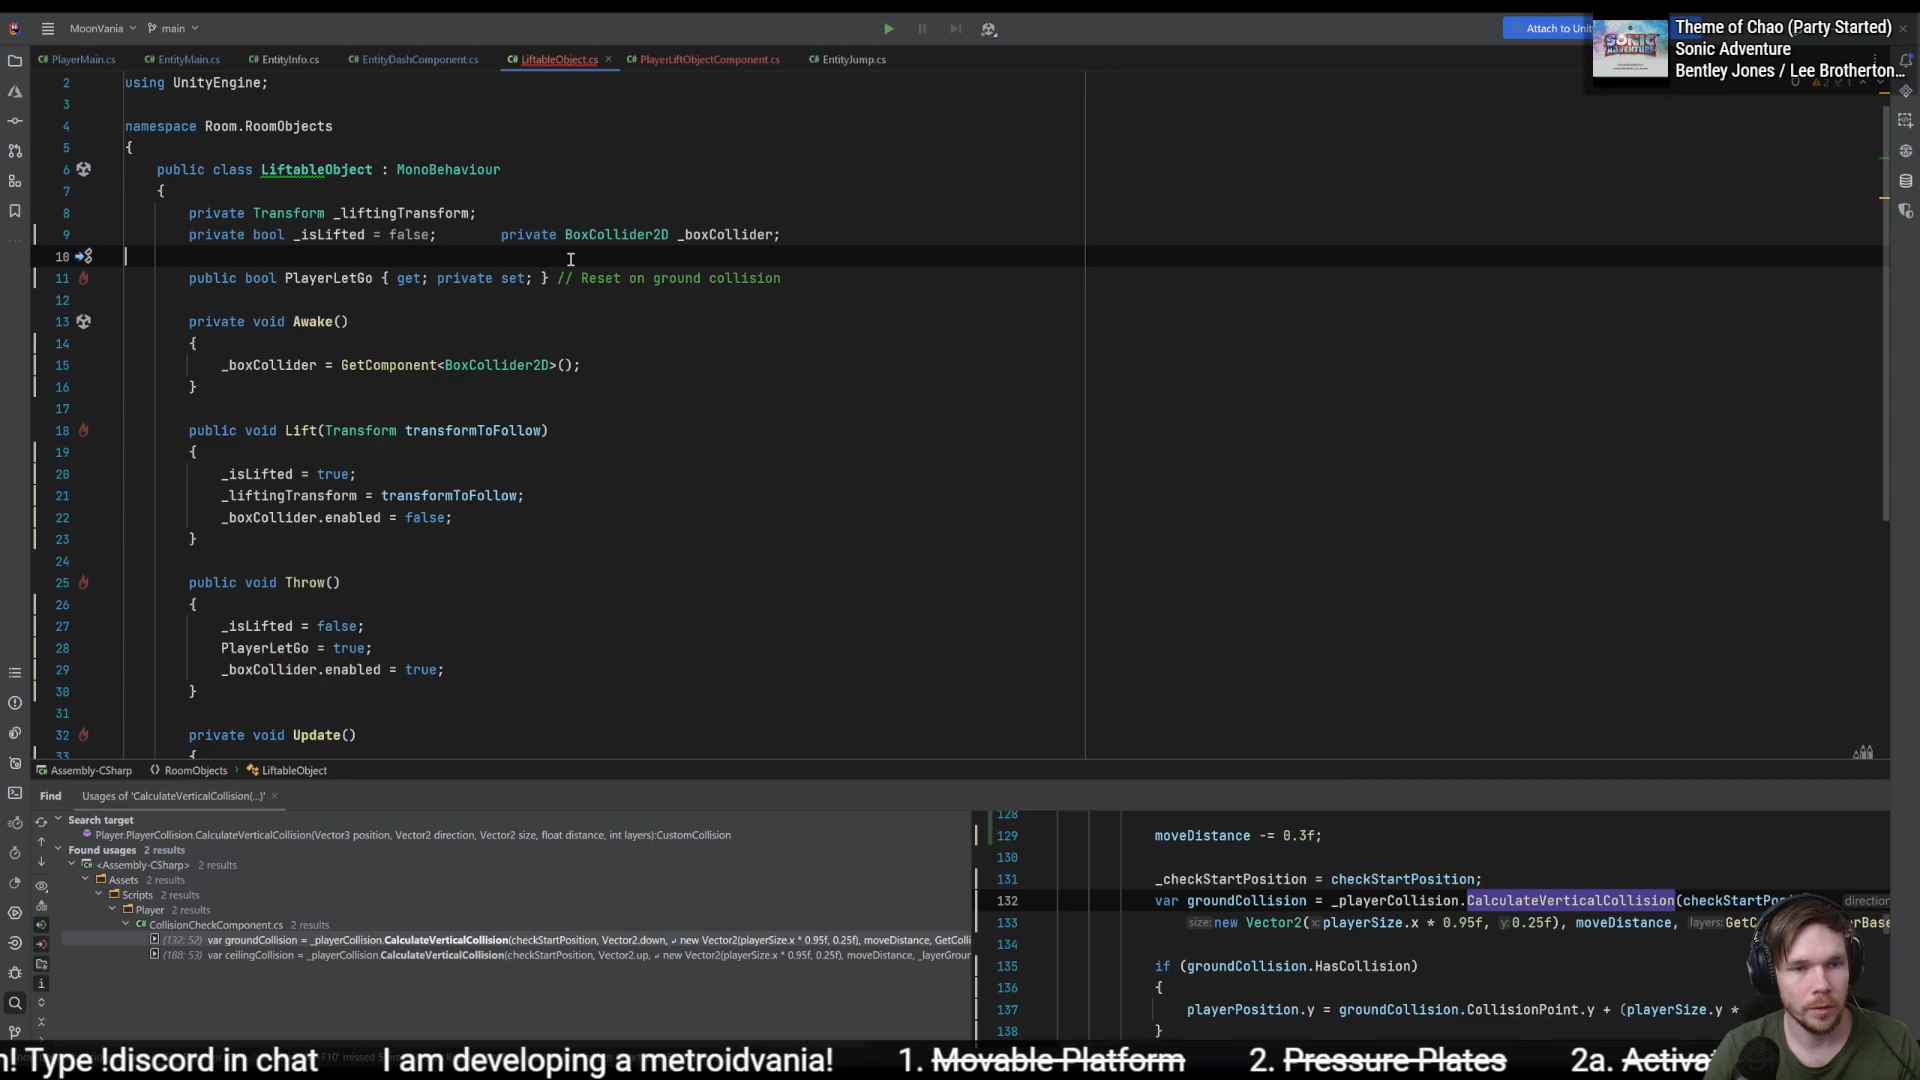 MoonVania
main
Attach to Unit
Theme of Chao (Party Started)
Sonic Adventure
Bentley Jones / Lee Brotherton...
PlayerMain.cs
EntityMain.cs
EntityInfo.cs
EntityDashComponent.cs
LiftableObject.cs
PlayerLiftObjectComponent.cs
EntityJump.cs
2 using UnityEngine;
3
4 namespace Room.RoomObjects
5 {
6 public class LiftableObject : MonoBehaviour
7 {
8 private Transform _liftingTransform;
9 private bool _isLifted = false; private BoxCollider2D _boxCollider;
10
11 public bool PlayerLetGo { get; private set; } // Reset on ground collision
12
13 private void Awake()
14 {
15 _boxCollider = GetComponent<BoxCollider2D>();
16 }
17
18 public void Lift(Transform transformToFollow)
19 {
20 _isLifted = true;
21 _liftingTransform = transformToFollow;
22 _boxCollider.enabled = false;
23 }
24
25 public void Throw()
26 {
27 _isLifted = false;
28 PlayerLetGo = true;
29 _boxCollider.enabled = true;
30 }
31
32 private void Update()
33 {
Assembly-CSharp RoomObjects LiftableObject
Find Usages of 'CalculateVerticalCollision(...)'
Search target
Player.PlayerCollision.CalculateVerticalCollision(Vector3 position, Vector2 direction, Vector2 size, float distance, int layers):CustomCollision
Found usages 2 results
<Assembly-CSharp> 2 results
Assets 2 results
Scripts 2 results
Player 2 results
CollisionCheckComponent.cs 2 results
(132; 52) var groundCollision = _playerCollision.CalculateVerticalCollision(checkStartPosition, Vector2.down, new Vector2(playerSize.x * 0.95f, 0.25f), moveDistance, GetColli
(188; 53) var ceilingCollision = _playerCollision.CalculateVerticalCollision(checkStartPosition, Vector2.up, new Vector2(playerSize.x * 0.95f, 0.25f), moveDistance, _layerGroun
128
129 moveDistance -= 0.3f;
130
131 _checkStartPosition = checkStartPosition;
132 var groundCollision = _playerCollision.CalculateVerticalCollision(checkStartPosi direction
133 size: new Vector2( x: playerSize.x * 0.95f, y: 0.25f), moveDistance, layers: GetC erBase
134
135 if (groundCollision.HasCollision)
136 {
137 playerPosition.y = groundCollision.CollisionPoint.y + (playerSize.y *
138 }
n! Type !discord in chat I am developing a metroidvania! 1. Movable Platform 2. Pressure Plates 2a. Activa